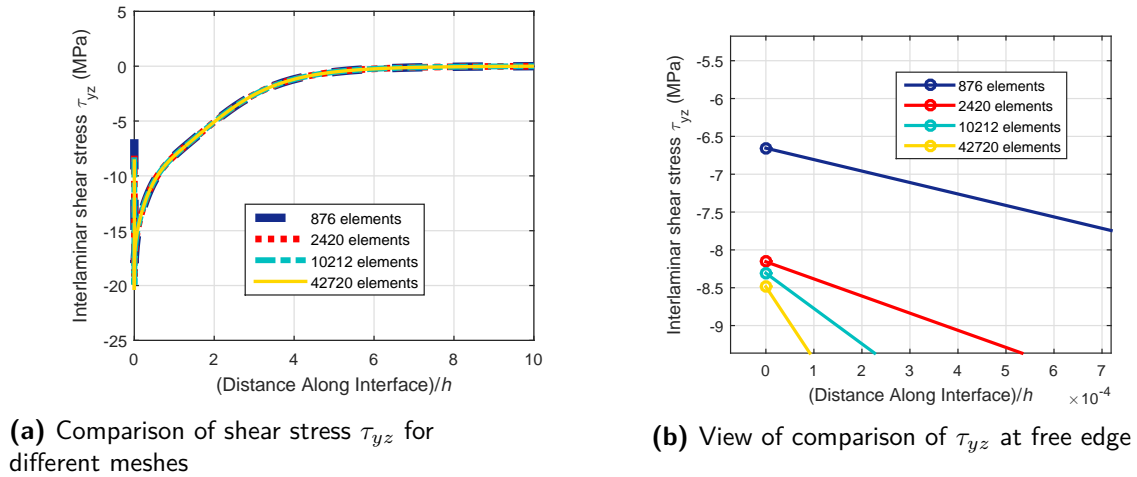 5
0
-5
-10
-15
-20
-25
Interlaminar shear stress τyz (MPa)
876 elements
2420 elements
10212 elements
42720 elements
0 2 4 6 8 10
(Distance Along Interface)/h
(a) Comparison of shear stress τyz for
different meshes
-5.5
-6
-6.5
-7
-7.5
-8
-8.5
-9
Interlaminar shear stress τyz (MPa)
876 elements
2420 elements
10212 elements
42720 elements
0 1 2 3 4 5 6 7
(Distance Along Interface)/h ×10-4
(b) View of comparison of τyz at free edge